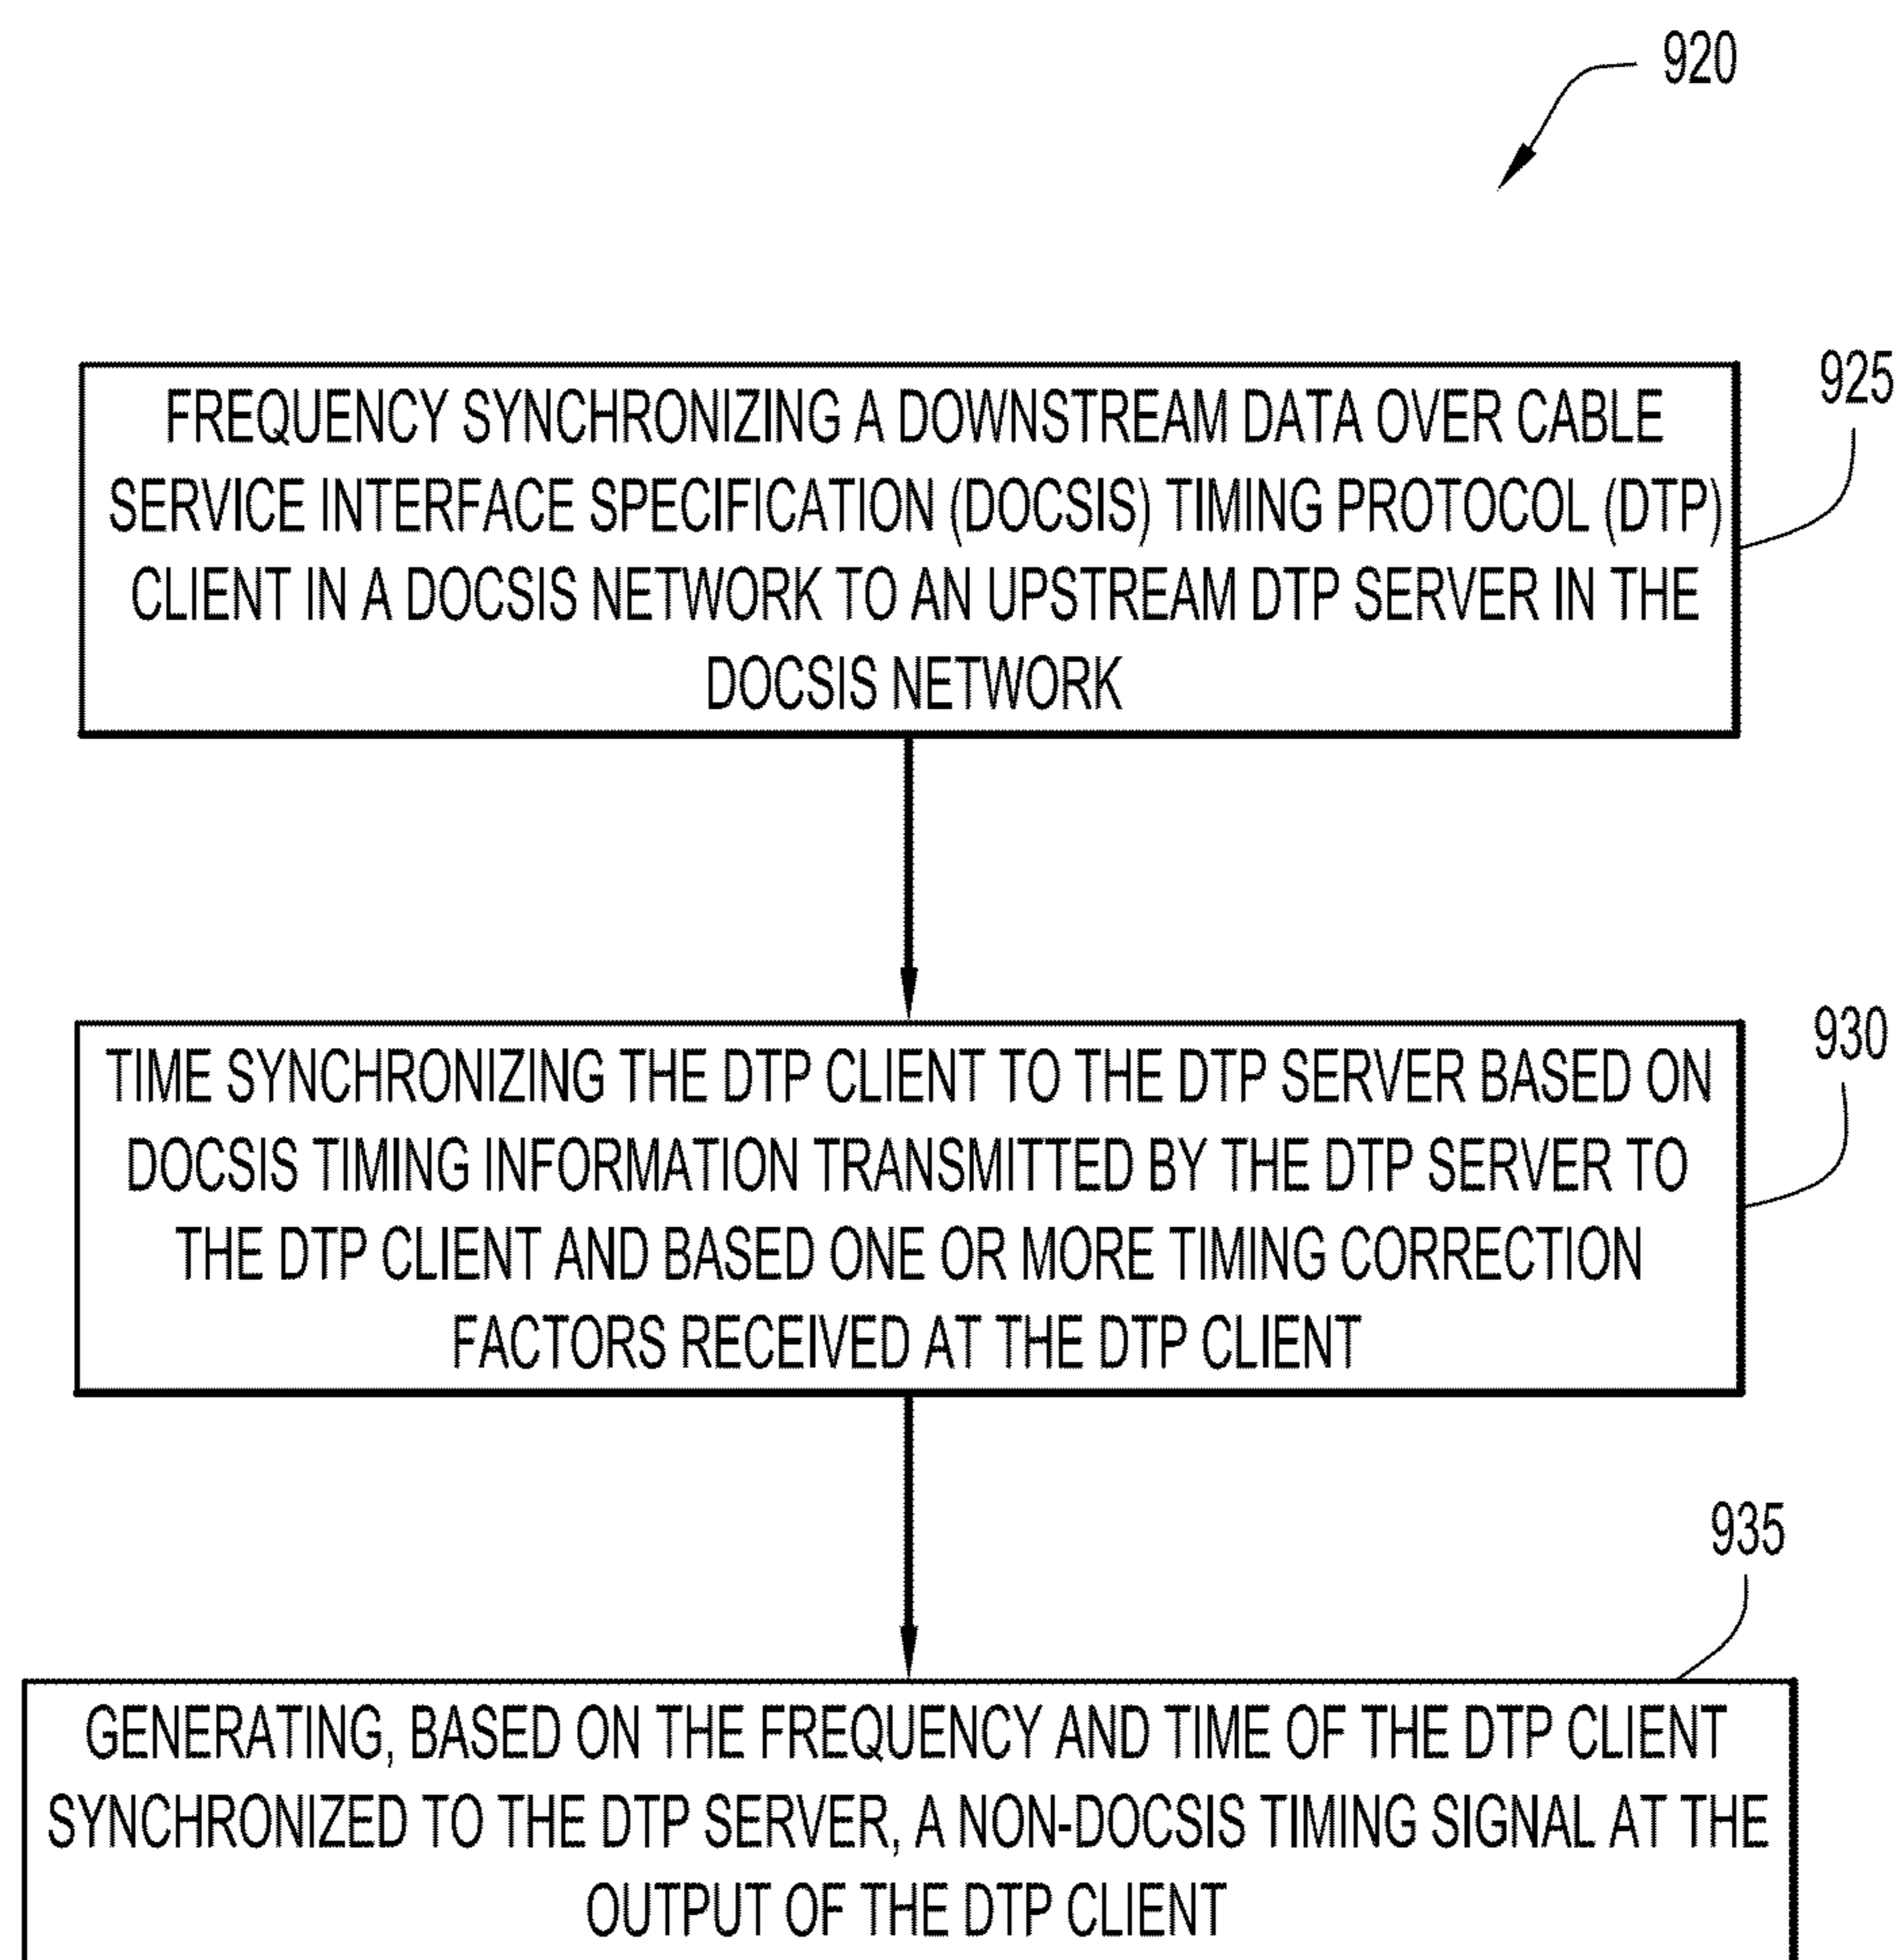 920
925
FREQUENCY SYNCHRONIZING A DOWNSTREAM DATA OVER CABLE
SERVICE INTERFACE SPECIFICATION (DOCSIS) TIMING PROTOCOL (DTP)
CLIENT IN A DOCSIS NETWORK TO AN UPSTREAM DTP SERVER IN THE
DOCSIS NETWORK
930
TIME SYNCHRONIZING THE DTP CLIENT TO THE DTP SERVER BASED ON
DOCSIS TIMING INFORMATION TRANSMITTED BY THE DTP SERVER TO
THE DTP CLIENT AND BASED ONE OR MORE TIMING CORRECTION
FACTORS RECEIVED AT THE DTP CLIENT
935
GENERATING, BASED ON THE FREQUENCY AND TIME OF THE DTP CLIENT
SYNCHRONIZED TO THE DTP SERVER, A NON-DOCSIS TIMING SIGNAL AT THE
OUTPUT OF THE DTP CLIENT